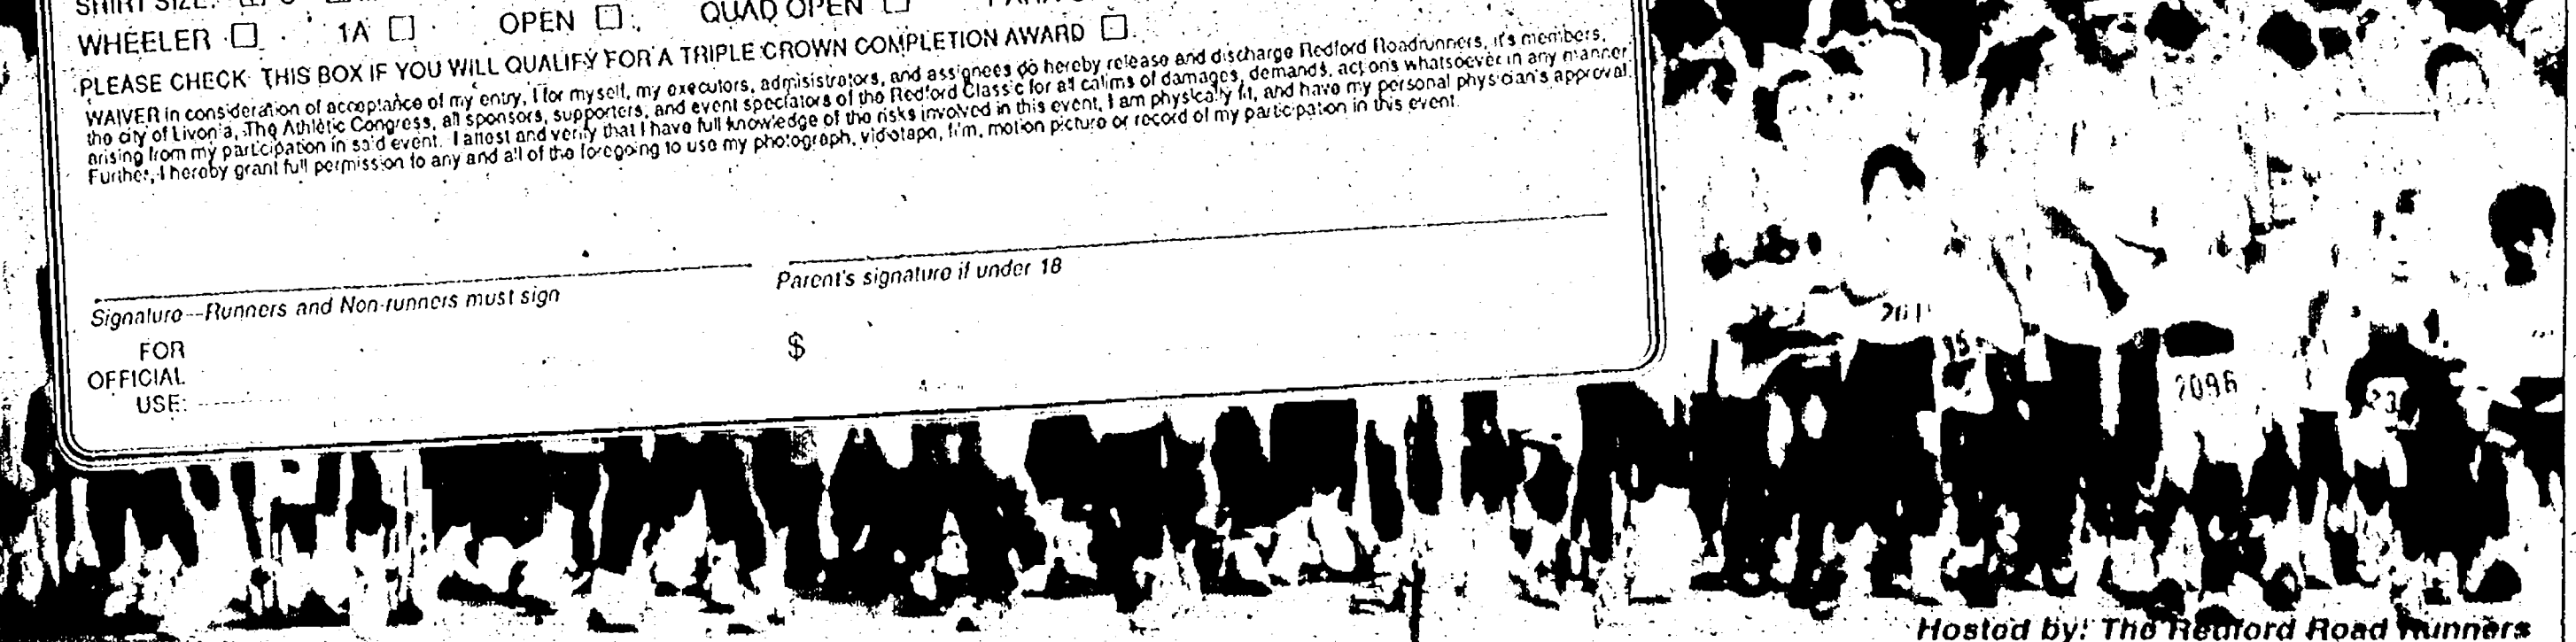 SHIRT SIZE:
WHEELER ☐ 1A ☐ OPEN ☐ QUAD OPEN ☐
PLEASE CHECK THIS BOX IF YOU WILL QUALIFY FOR A TRIPLE CROWN COMPLETION AWARD ☐
WAIVER in consideration of acceptance of my entry, I for myself, my executors, admisistrators, and assignees do hereby release and discharge Redford Roadrunners, it's members,
the city of Livonia, The Athletic Congress, all sponsors, supporters, and event spectators of the Redford Classic for all calims of damages, demands, actions whatsoever in any manner
arising from my participation in said event. I attest and verify that I have full knowledge of the risks involved in this event, I am physically fit, and have my personal physician's approval.
Further, I hereby grant full permission to any and all of the foregoing to use my photograph, vidiotape, film, motion picture or record of my participation in this event.
Signature—Runners and Non-runners must sign
Parent's signature if under 18
FOR
OFFICIAL
USE:
$
2096
Hosted by: The Redford Road Runners